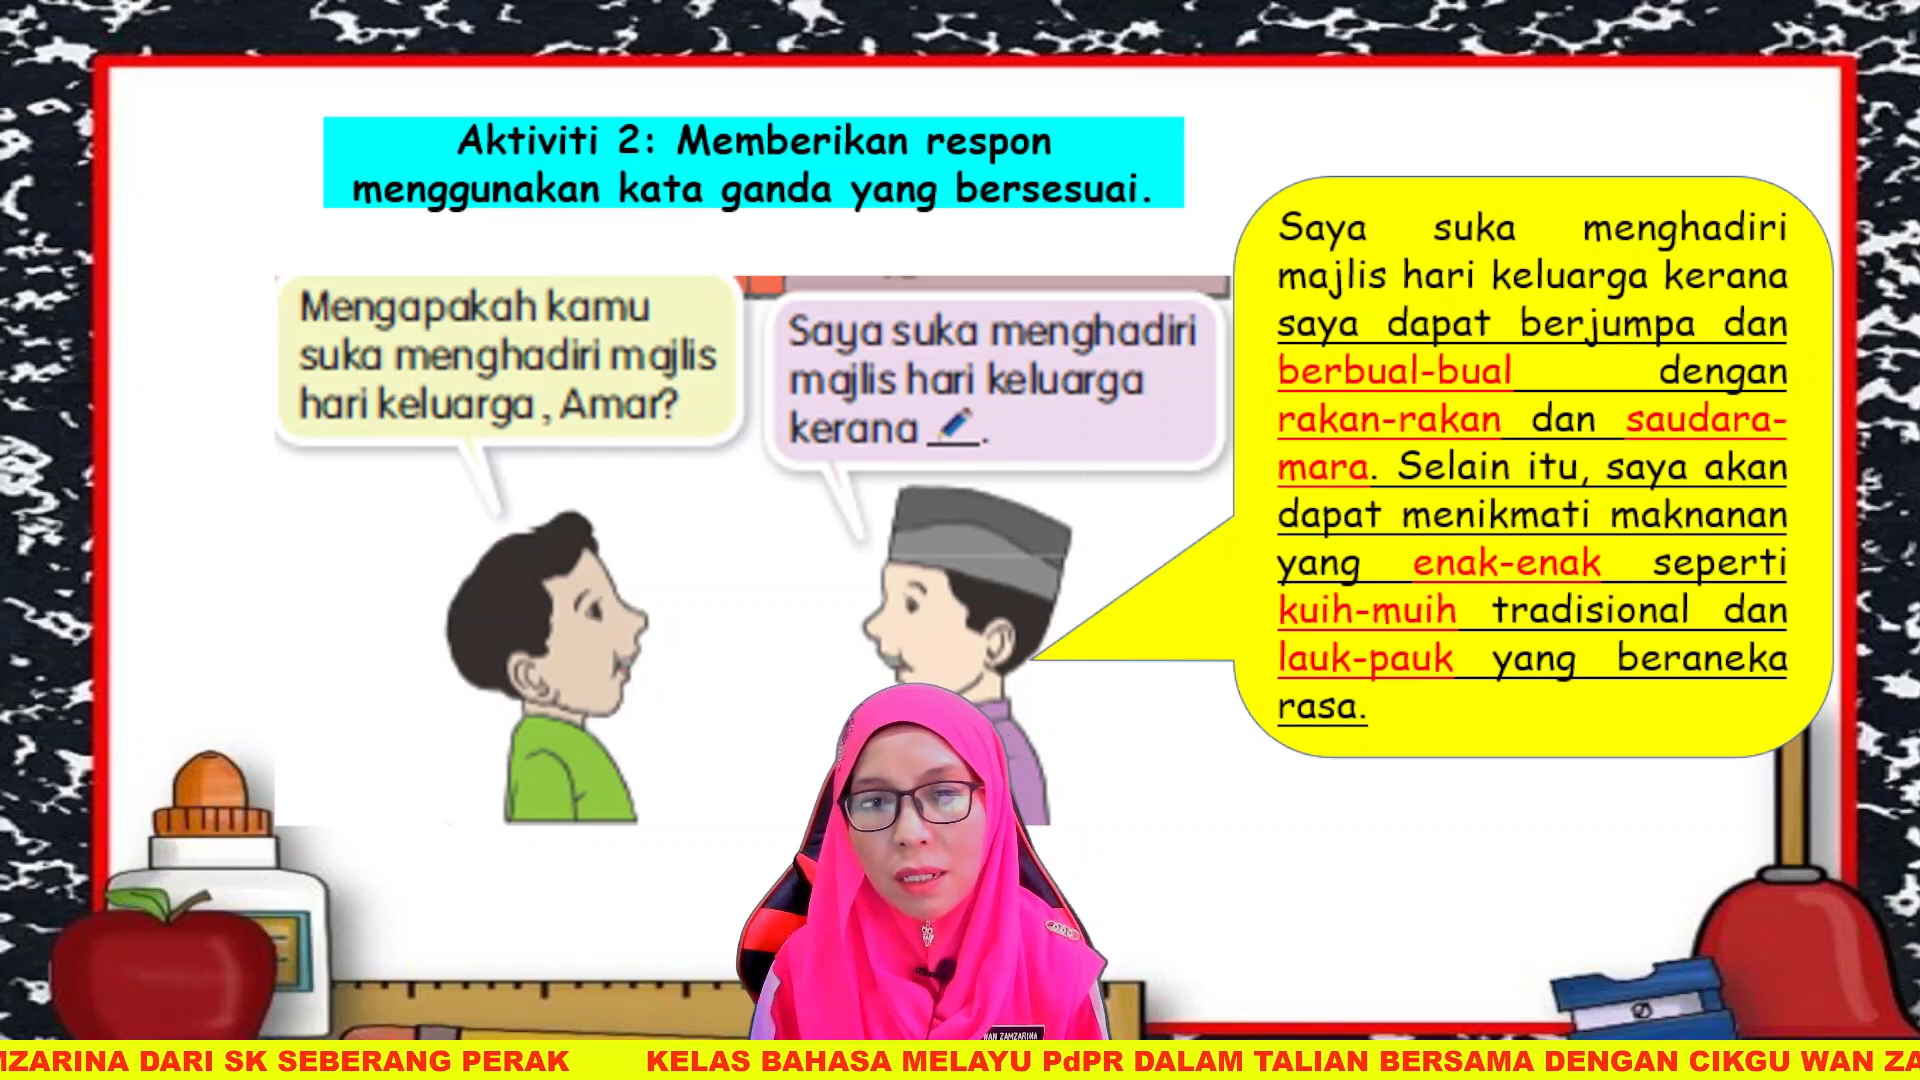 Aktiviti 2: Memberikan respon
menggunakan kata ganda yang bersesuai.
Mengapakah kamu
suka menghadiri majlis
hari keluarga, Amar?
Saya suka menghadiri
majlis hari keluarga
kerana ___.
Saya suka menghadiri
majlis hari keluarga kerana
saya dapat berjumpa dan
berbual-bual dengan
rakan-rakan dan saudara-
mara. Selain itu, saya akan
dapat menikmati maknanan
yang enak-enak seperti
kuih-muih tradisional dan
lauk-pauk yang beraneka
rasa.
WAN ZAMZARINA
MZARINA DARI SK SEBERANG PERAK KELAS BAHASA MELAYU PdPR DALAM TALIAN BERSAMA DENGAN CIKGU WAN ZA